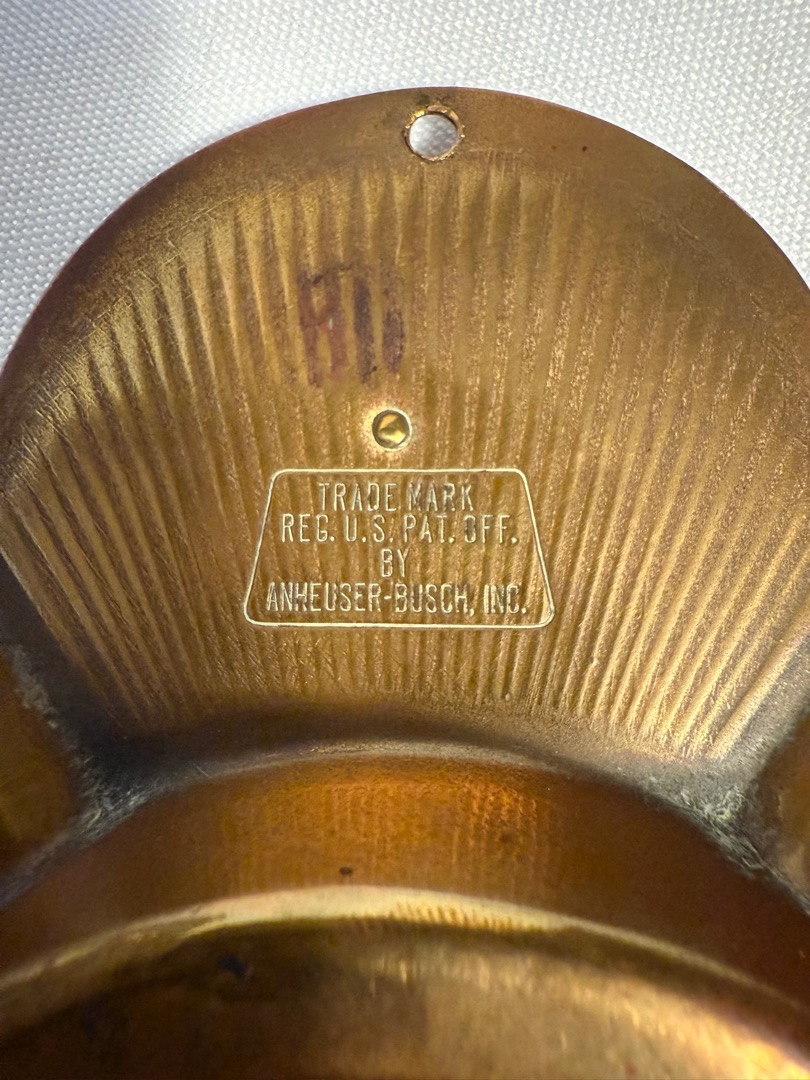 TRADE MARK
REG. U.S. PAT. OFF.
BY
ANHEUSER-BUSCH, INC.